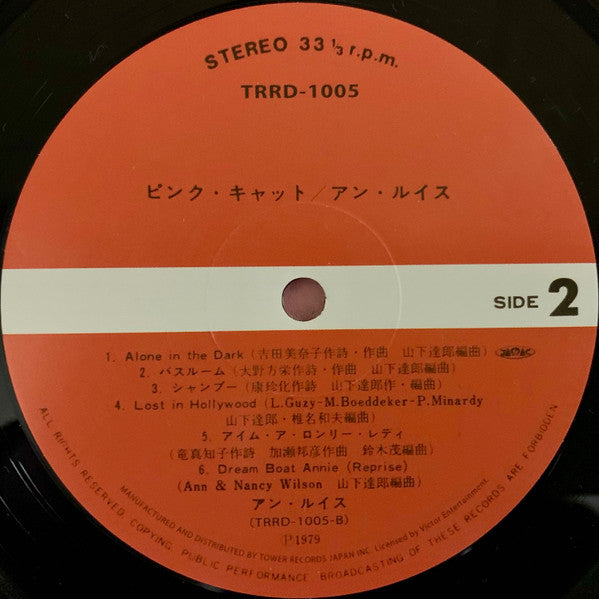 STEREO 33 1/3 r.p.m.
TRRD-1005
ピンク・キャット/アン・ルイス
SIDE 2
1. Alone in the Dark (吉田美奈子作詩・作曲 山下達郎編曲) JASRAC
2. バスルーム (大野方栄作詩・作曲 山下達郎編曲)
3. シャンプー (康珍化作詩 山下達郎作・編曲)
4. Lost in Hollywood (L.Guzy-M.Boeddeker-P.Minardy
山下達郎・椎名和夫編曲)
5. アイム・ア・ロンリー・レディ
(竜真知子作詩 加瀬邦彦作曲 鈴木茂編曲)
6. Dream Boat Annie (Reprise)
(Ann & Nancy Wilson 山下達郎編曲)
アン・ルイス
(TRRD-1005-B)
Ⓟ1979
MANUFACTURED AND DISTRIBUTED BY TOWER RECORDS JAPAN INC. Licensed by Victor Entertainment.
ALL RIGHTS RESERVED. COPYING, PUBLIC PERFORMANCE BROADCASTING OF THESE RECORDS ARE FORBIDDEN